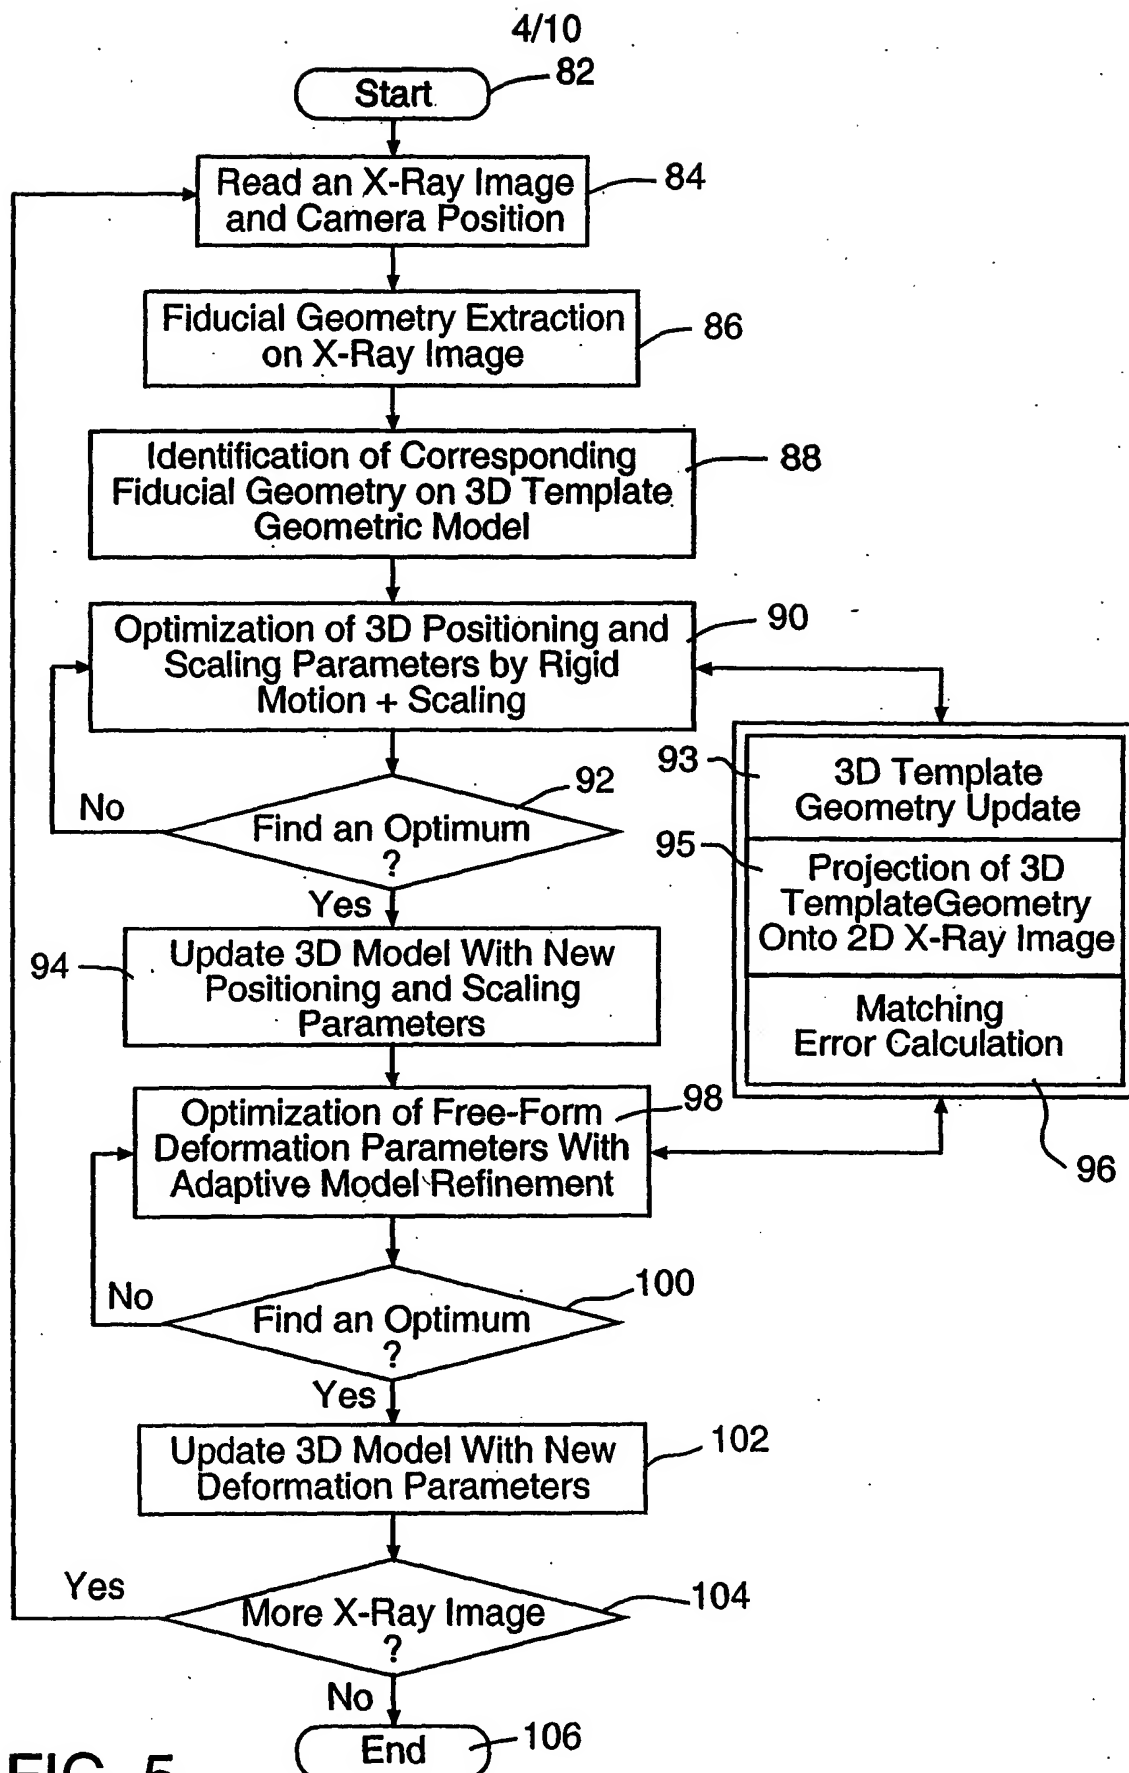 4/10
Start
82
Read an X-Ray Image
and Camera Position
84
Fiducial Geometry Extraction
on X-Ray Image
86
Identification of Corresponding
Fiducial Geometry on 3D Template
Geometric Model
88
Optimization of 3D Positioning and
Scaling Parameters by Rigid
Motion + Scaling
90
Find an Optimum
?
92
No
Yes
93
3D Template
Geometry Update
95
Projection of 3D
TemplateGeometry
Onto 2D X-Ray Image
Matching
Error Calculation
96
94
Update 3D Model With New
Positioning and Scaling
Parameters
Optimization of Free-Form
Deformation Parameters With
Adaptive Model Refinement
98
Find an Optimum
?
100
No
Yes
Update 3D Model With New
Deformation Parameters
102
More X-Ray Image
?
104
Yes
No
End
106
FIG. 5